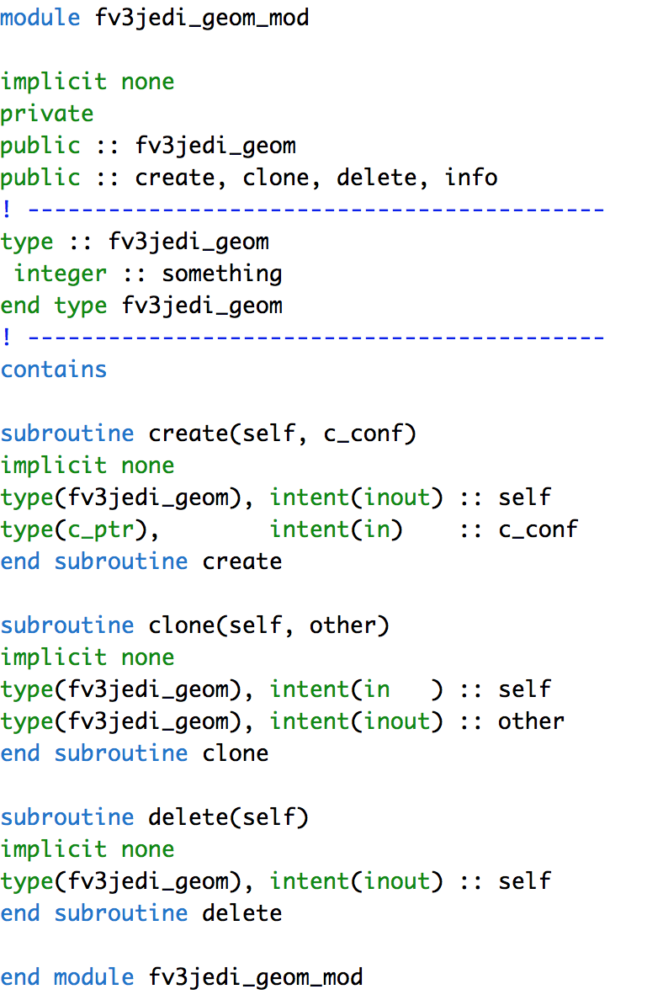 module fv3jedi_geom_mod

implicit none
private
public :: fv3jedi_geom
public :: create, clone, delete, info
! -------------------------------------------
type :: fv3jedi_geom
 integer :: something
end type fv3jedi_geom
! -------------------------------------------
contains

subroutine create(self, c_conf)
implicit none
type(fv3jedi_geom), intent(inout) :: self
type(c_ptr),        intent(in)    :: c_conf
end subroutine create

subroutine clone(self, other)
implicit none
type(fv3jedi_geom), intent(in   ) :: self
type(fv3jedi_geom), intent(inout) :: other
end subroutine clone

subroutine delete(self)
implicit none
type(fv3jedi_geom), intent(inout) :: self
end subroutine delete

end module fv3jedi_geom_mod